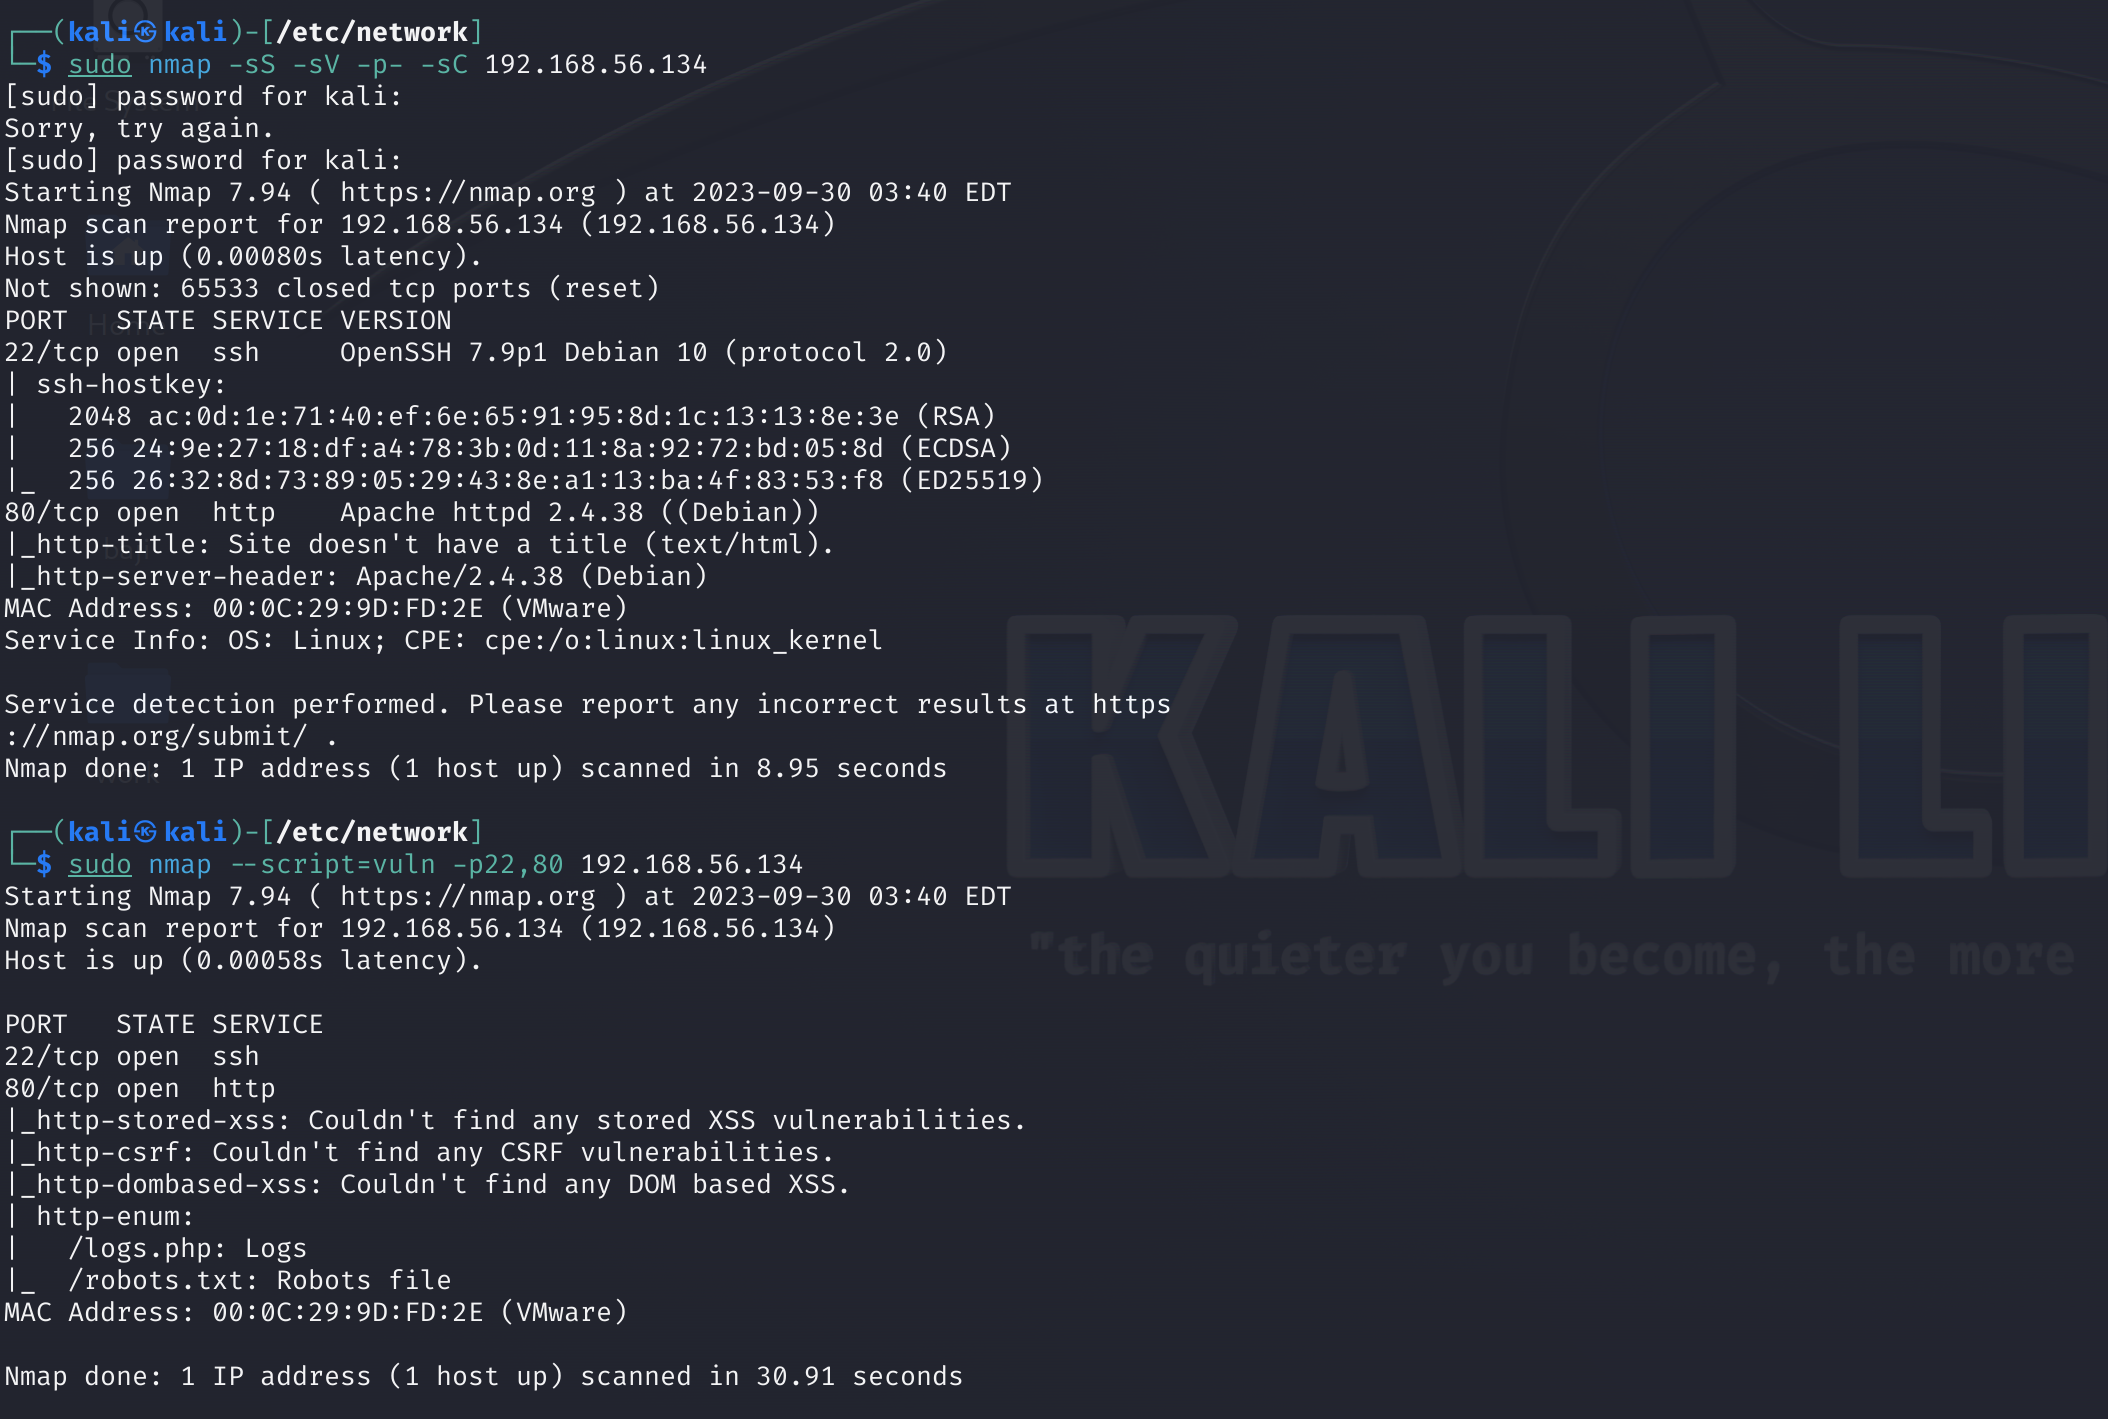 ┌──(kali㉿kali)-[/etc/network]
└─$ sudo nmap -sS -sV -p- -sC 192.168.56.134
[sudo] password for kali:
Sorry, try again.
[sudo] password for kali:
Starting Nmap 7.94 ( https://nmap.org ) at 2023-09-30 03:40 EDT
Nmap scan report for 192.168.56.134 (192.168.56.134)
Host is up (0.00080s latency).
Not shown: 65533 closed tcp ports (reset)
PORT   STATE SERVICE VERSION
22/tcp open  ssh     OpenSSH 7.9p1 Debian 10 (protocol 2.0)
| ssh-hostkey:
|   2048 ac:0d:1e:71:40:ef:6e:65:91:95:8d:1c:13:13:8e:3e (RSA)
|   256 24:9e:27:18:df:a4:78:3b:0d:11:8a:92:72:bd:05:8d (ECDSA)
|_  256 26:32:8d:73:89:05:29:43:8e:a1:13:ba:4f:83:53:f8 (ED25519)
80/tcp open  http    Apache httpd 2.4.38 ((Debian))
|_http-title: Site doesn't have a title (text/html).
|_http-server-header: Apache/2.4.38 (Debian)
MAC Address: 00:0C:29:9D:FD:2E (VMware)
Service Info: OS: Linux; CPE: cpe:/o:linux:linux_kernel

Service detection performed. Please report any incorrect results at https
://nmap.org/submit/ .
Nmap done: 1 IP address (1 host up) scanned in 8.95 seconds

┌──(kali㉿kali)-[/etc/network]
└─$ sudo nmap --script=vuln -p22,80 192.168.56.134
Starting Nmap 7.94 ( https://nmap.org ) at 2023-09-30 03:40 EDT
Nmap scan report for 192.168.56.134 (192.168.56.134)
Host is up (0.00058s latency).

PORT   STATE SERVICE
22/tcp open  ssh
80/tcp open  http
|_http-stored-xss: Couldn't find any stored XSS vulnerabilities.
|_http-csrf: Couldn't find any CSRF vulnerabilities.
|_http-dombased-xss: Couldn't find any DOM based XSS.
| http-enum:
|   /logs.php: Logs
|_  /robots.txt: Robots file
MAC Address: 00:0C:29:9D:FD:2E (VMware)

Nmap done: 1 IP address (1 host up) scanned in 30.91 seconds
KALI LI
"the quieter you become, the more
Home